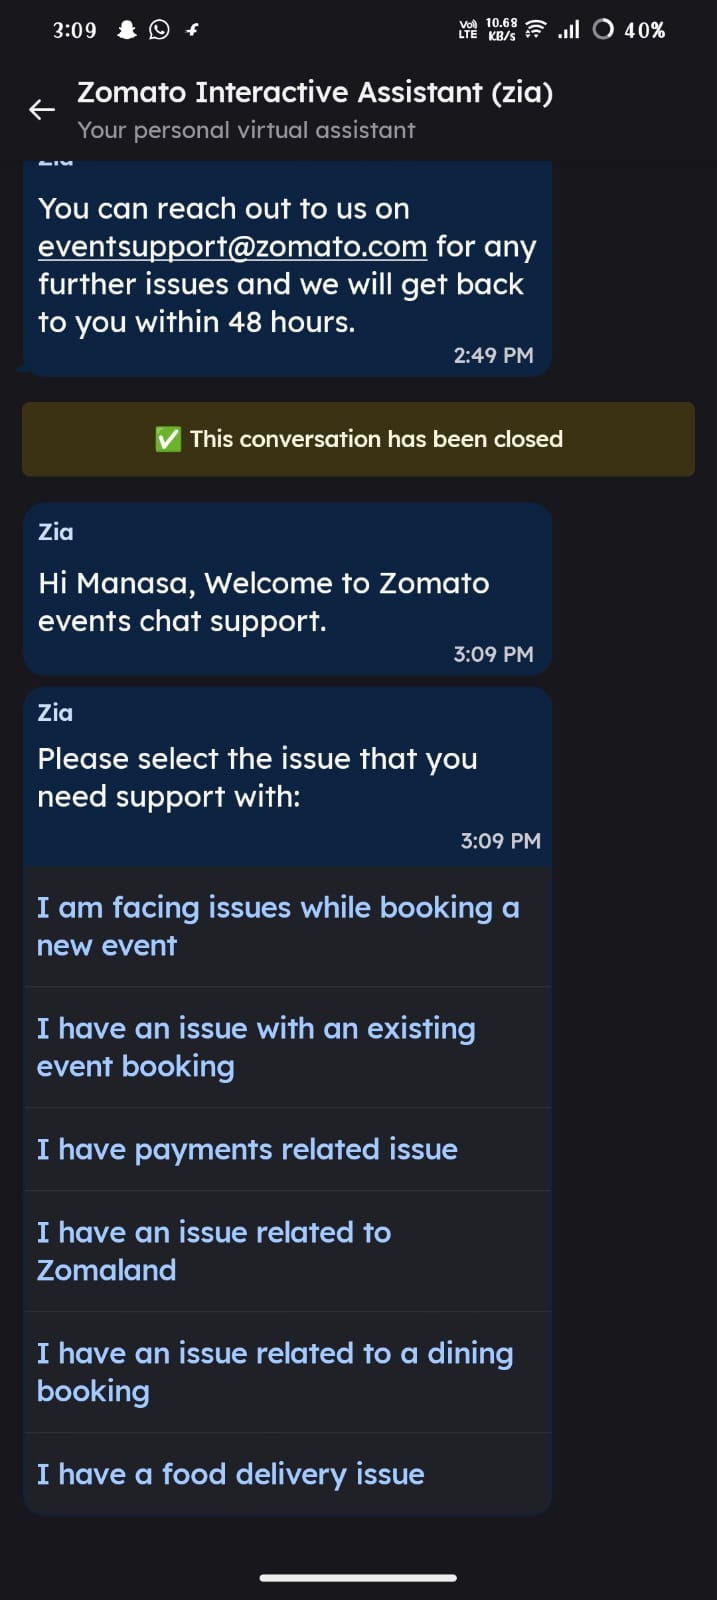 3:09
Vo) LTE 10.68 KB/s 40%
Zomato Interactive Assistant (zia)
Your personal virtual assistant
Zia
You can reach out to us on
eventsupport@zomato.com for any
further issues and we will get back
to you within 48 hours.
2:49 PM
✅ This conversation has been closed
Zia
Hi Manasa, Welcome to Zomato
events chat support.
3:09 PM
Zia
Please select the issue that you
need support with:
3:09 PM
I am facing issues while booking a
new event
I have an issue with an existing
event booking
I have payments related issue
I have an issue related to
Zomaland
I have an issue related to a dining
booking
I have a food delivery issue